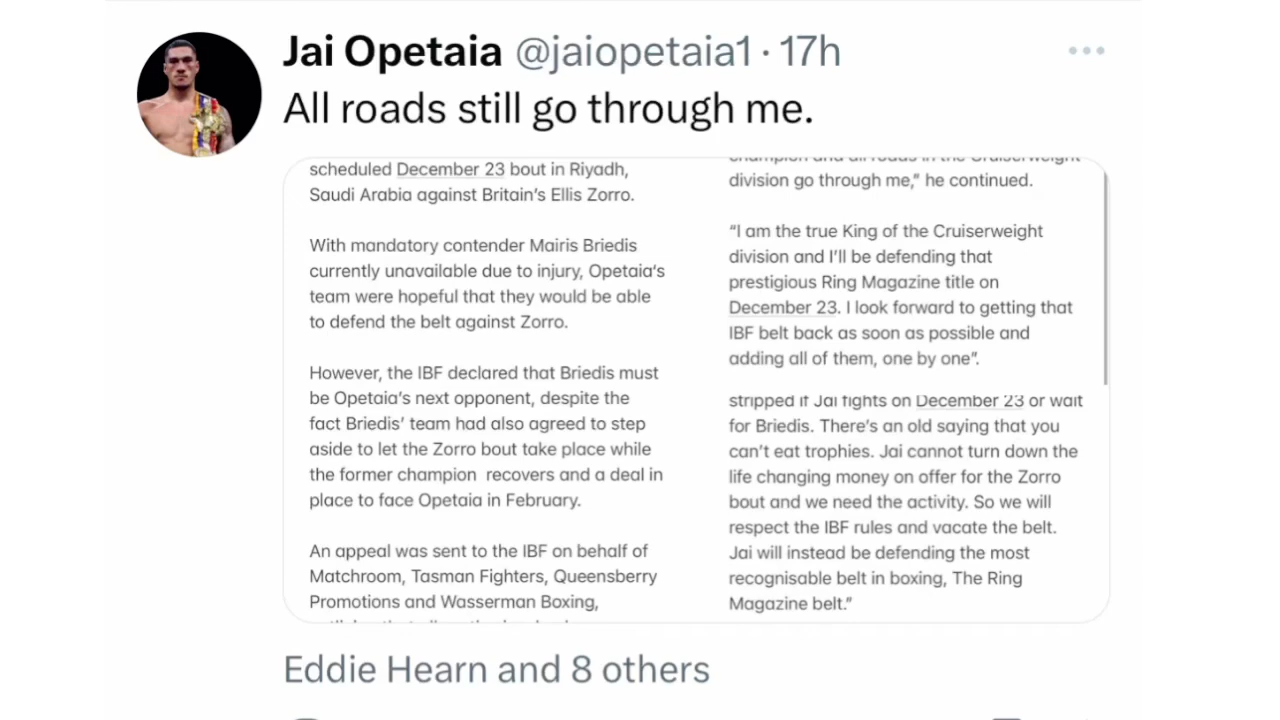 Jai Opetaia @jaiopetaia1 · 17h
All roads still go through me.
scheduled December 23 bout in Riyadh,
Saudi Arabia against Britain's Ellis Zorro.
With mandatory contender Mairis Briedis
currently unavailable due to injury, Opetaia's
team were hopeful that they would be able
to defend the belt against Zorro.
However, the IBF declared that Briedis must
be Opetaia's next opponent, despite the
fact Briedis' team had also agreed to step
aside to let the Zorro bout take place while
the former champion  recovers and a deal in
place to face Opetaia in February.
An appeal was sent to the IBF on behalf of
Matchroom, Tasman Fighters, Queensberry
Promotions and Wasserman Boxing,
champion and all roads in the Cruiserweight
division go through me," he continued.
"I am the true King of the Cruiserweight
division and I'll be defending that
prestigious Ring Magazine title on
December 23. I look forward to getting that
IBF belt back as soon as possible and
adding all of them, one by one".
stripped if Jai fights on December 23 or wait
for Briedis. There's an old saying that you
can't eat trophies. Jai cannot turn down the
life changing money on offer for the Zorro
bout and we need the activity. So we will
respect the IBF rules and vacate the belt.
Jai will instead be defending the most
recognisable belt in boxing, The Ring
Magazine belt."
Eddie Hearn and 8 others